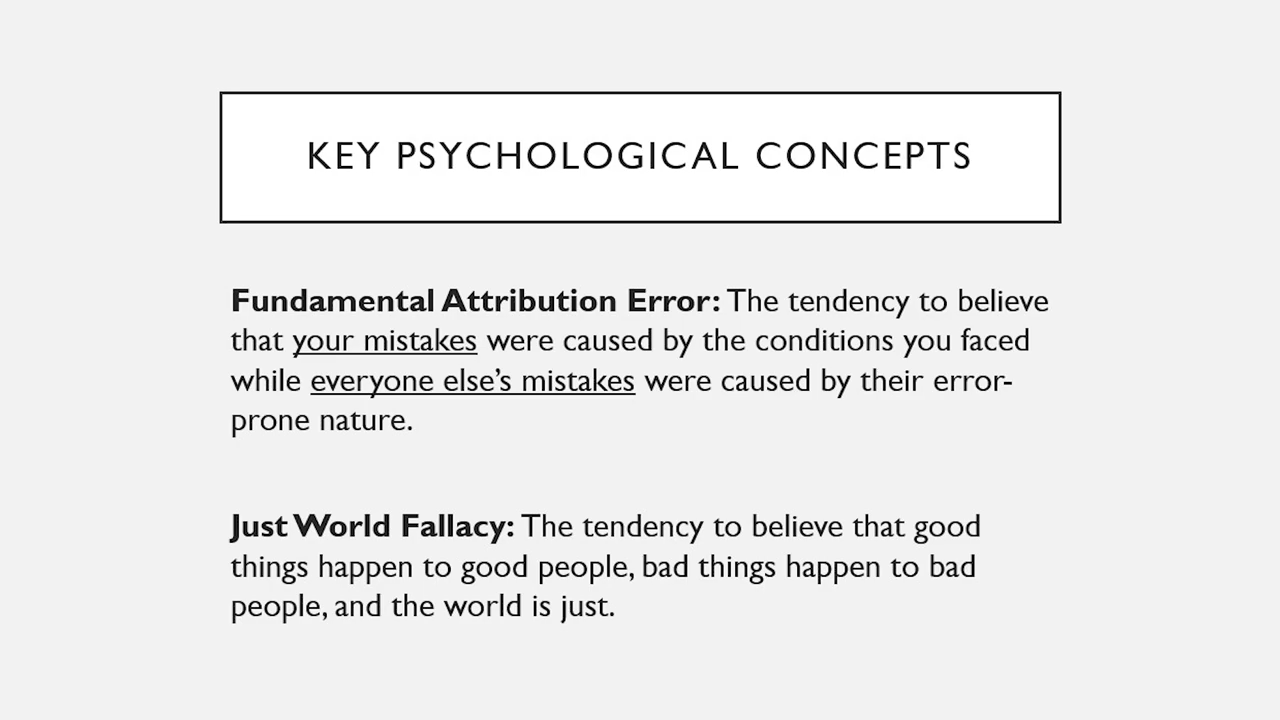 KEY PSYCHOLOGICAL CONCEPTS
Fundamental Attribution Error: The tendency to believe
that your mistakes were caused by the conditions you faced
while everyone else’s mistakes were caused by their error-
prone nature.
Just World Fallacy: The tendency to believe that good
things happen to good people, bad things happen to bad
people, and the world is just.